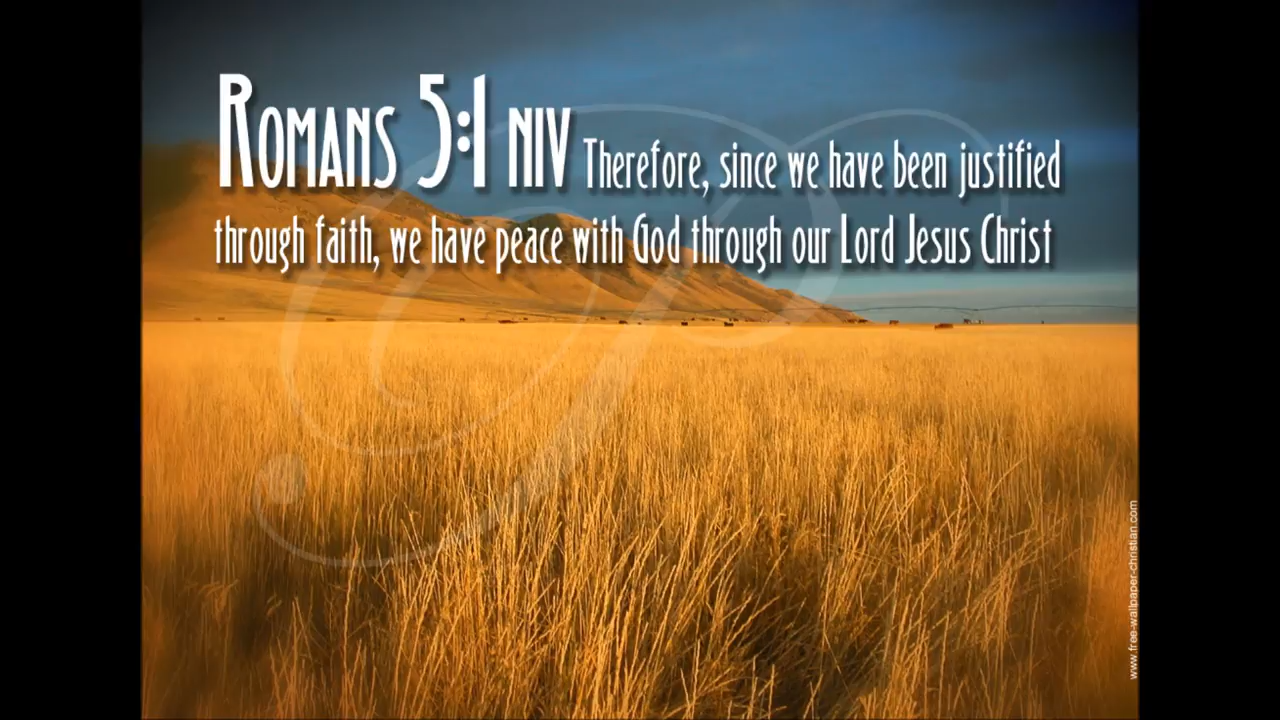 Romans 5:1 NIV Therefore, since we have been justified
through faith, we have peace with God through our Lord Jesus Christ
www.free-wallpaper-christian.com